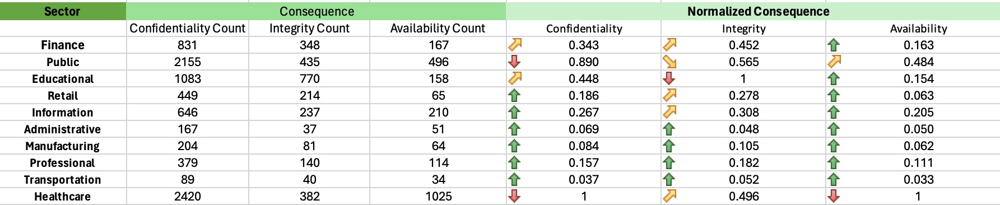 Sector Consequence Normalized Consequence
Confidentiality Count Integrity Count Availability Count Confidentiality Integrity Availability
Finance 831 348 167 0.343 0.452 0.163
Public 2155 435 496 0.890 0.565 0.484
Educational 1083 770 158 0.448 1 0.154
Retail 449 214 65 0.186 0.278 0.063
Information 646 237 210 0.267 0.308 0.205
Administrative 167 37 51 0.069 0.048 0.050
Manufacturing 204 81 64 0.084 0.105 0.062
Professional 379 140 114 0.157 0.182 0.111
Transportation 89 40 34 0.037 0.052 0.033
Healthcare 2420 382 1025 1 0.496 1